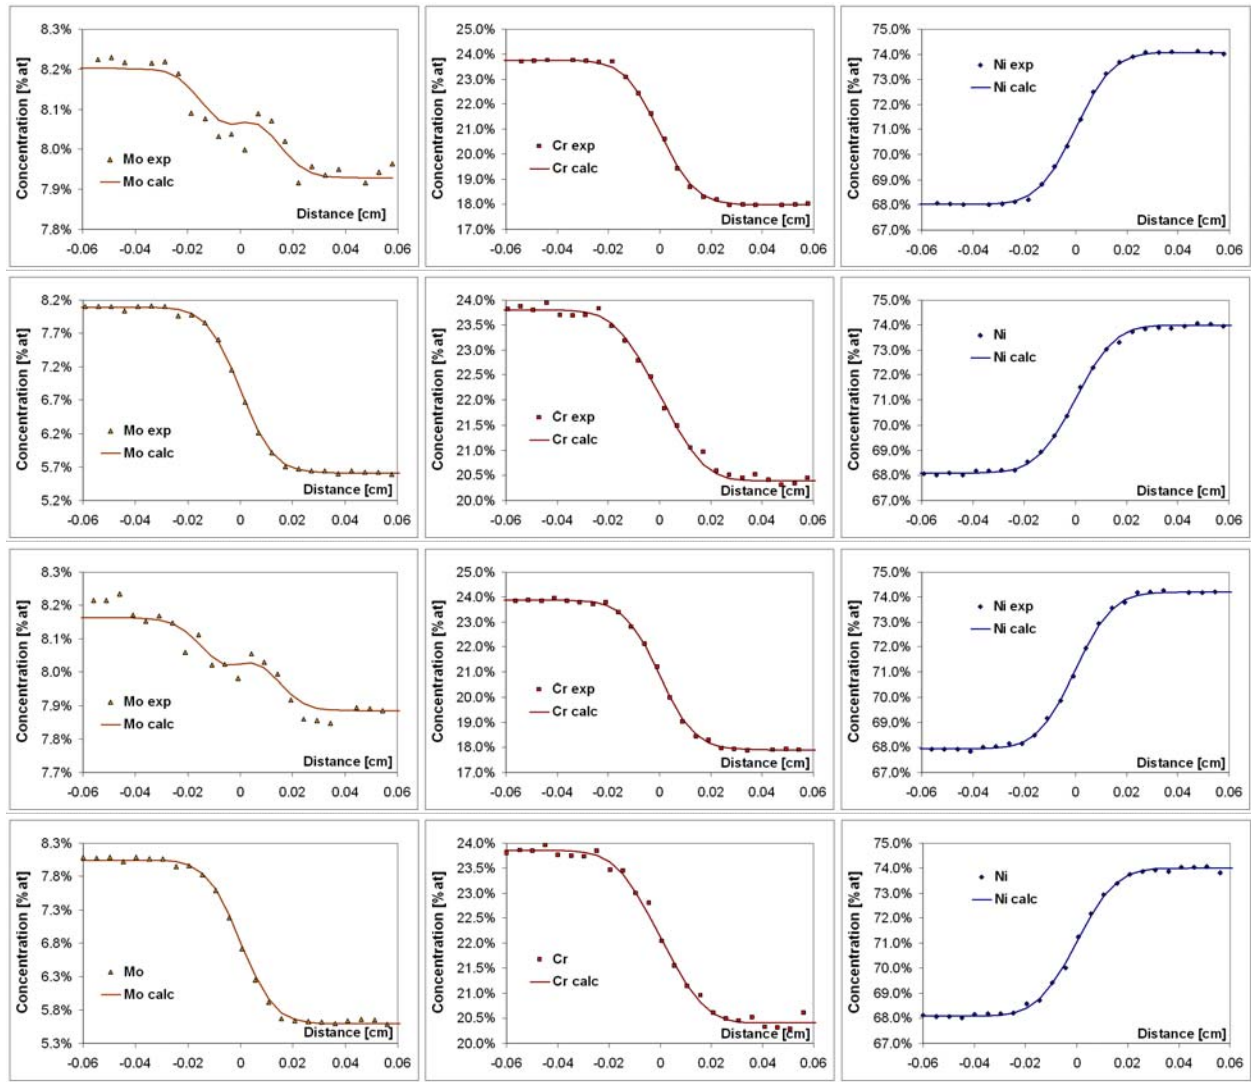 Concentration [%at]
8.3%
8.2%
8.1%
8.0%
7.9%
7.8%
Mo exp
Mo calc
Distance [cm]
-0.06 -0.04 -0.02 0 0.02 0.04 0.06
Concentration [%at]
25.0%
24.0%
23.0%
22.0%
21.0%
20.0%
19.0%
18.0%
17.0%
Cr exp
Cr calc
Distance [cm]
-0.06 -0.04 -0.02 0 0.02 0.04 0.06
Concentration [%at]
75.0%
74.0%
73.0%
72.0%
71.0%
70.0%
69.0%
68.0%
67.0%
Ni exp
Ni calc
Distance [cm]
-0.06 -0.04 -0.02 0 0.02 0.04 0.06
Concentration [%at]
8.2%
7.7%
7.2%
6.7%
6.2%
5.7%
5.2%
Mo exp
Mo calc
Distance [cm]
-0.06 -0.04 -0.02 0 0.02 0.04 0.06
Concentration [%at]
24.0%
23.5%
23.0%
22.5%
22.0%
21.5%
21.0%
20.5%
20.0%
Cr exp
Cr calc
Distance [cm]
-0.06 -0.04 -0.02 0 0.02 0.04 0.06
Concentration [%at]
75.0%
74.0%
73.0%
72.0%
71.0%
70.0%
69.0%
68.0%
67.0%
Ni
Ni calc
Distance [cm]
-0.06 -0.04 -0.02 0 0.02 0.04 0.06
Concentration [%at]
8.3%
8.2%
8.1%
8.0%
7.9%
7.8%
7.7%
Mo exp
Mo calc
Distance [cm]
-0.06 -0.04 -0.02 0 0.02 0.04 0.06
Concentration [%at]
25.0%
24.0%
23.0%
22.0%
21.0%
20.0%
19.0%
18.0%
17.0%
Cr exp
Cr calc
Distance [cm]
-0.06 -0.04 -0.02 0 0.02 0.04 0.06
Concentration [%at]
75.0%
74.0%
73.0%
72.0%
71.0%
70.0%
69.0%
68.0%
67.0%
Ni exp
Ni calc
Distance [cm]
-0.06 -0.04 -0.02 0 0.02 0.04 0.06
Concentration [%at]
8.3%
7.8%
7.3%
6.8%
6.3%
5.8%
5.3%
Mo
Mo calc
Distance [cm]
-0.06 -0.04 -0.02 0 0.02 0.04 0.06
Concentration [%at]
24.0%
23.5%
23.0%
22.5%
22.0%
21.5%
21.0%
20.5%
20.0%
Cr
Cr calc
Distance [cm]
-0.06 -0.04 -0.02 0 0.02 0.04 0.06
Concentration [%at]
75.0%
74.0%
73.0%
72.0%
71.0%
70.0%
69.0%
68.0%
67.0%
Ni
Ni calc
Distance [cm]
-0.06 -0.04 -0.02 0 0.02 0.04 0.06